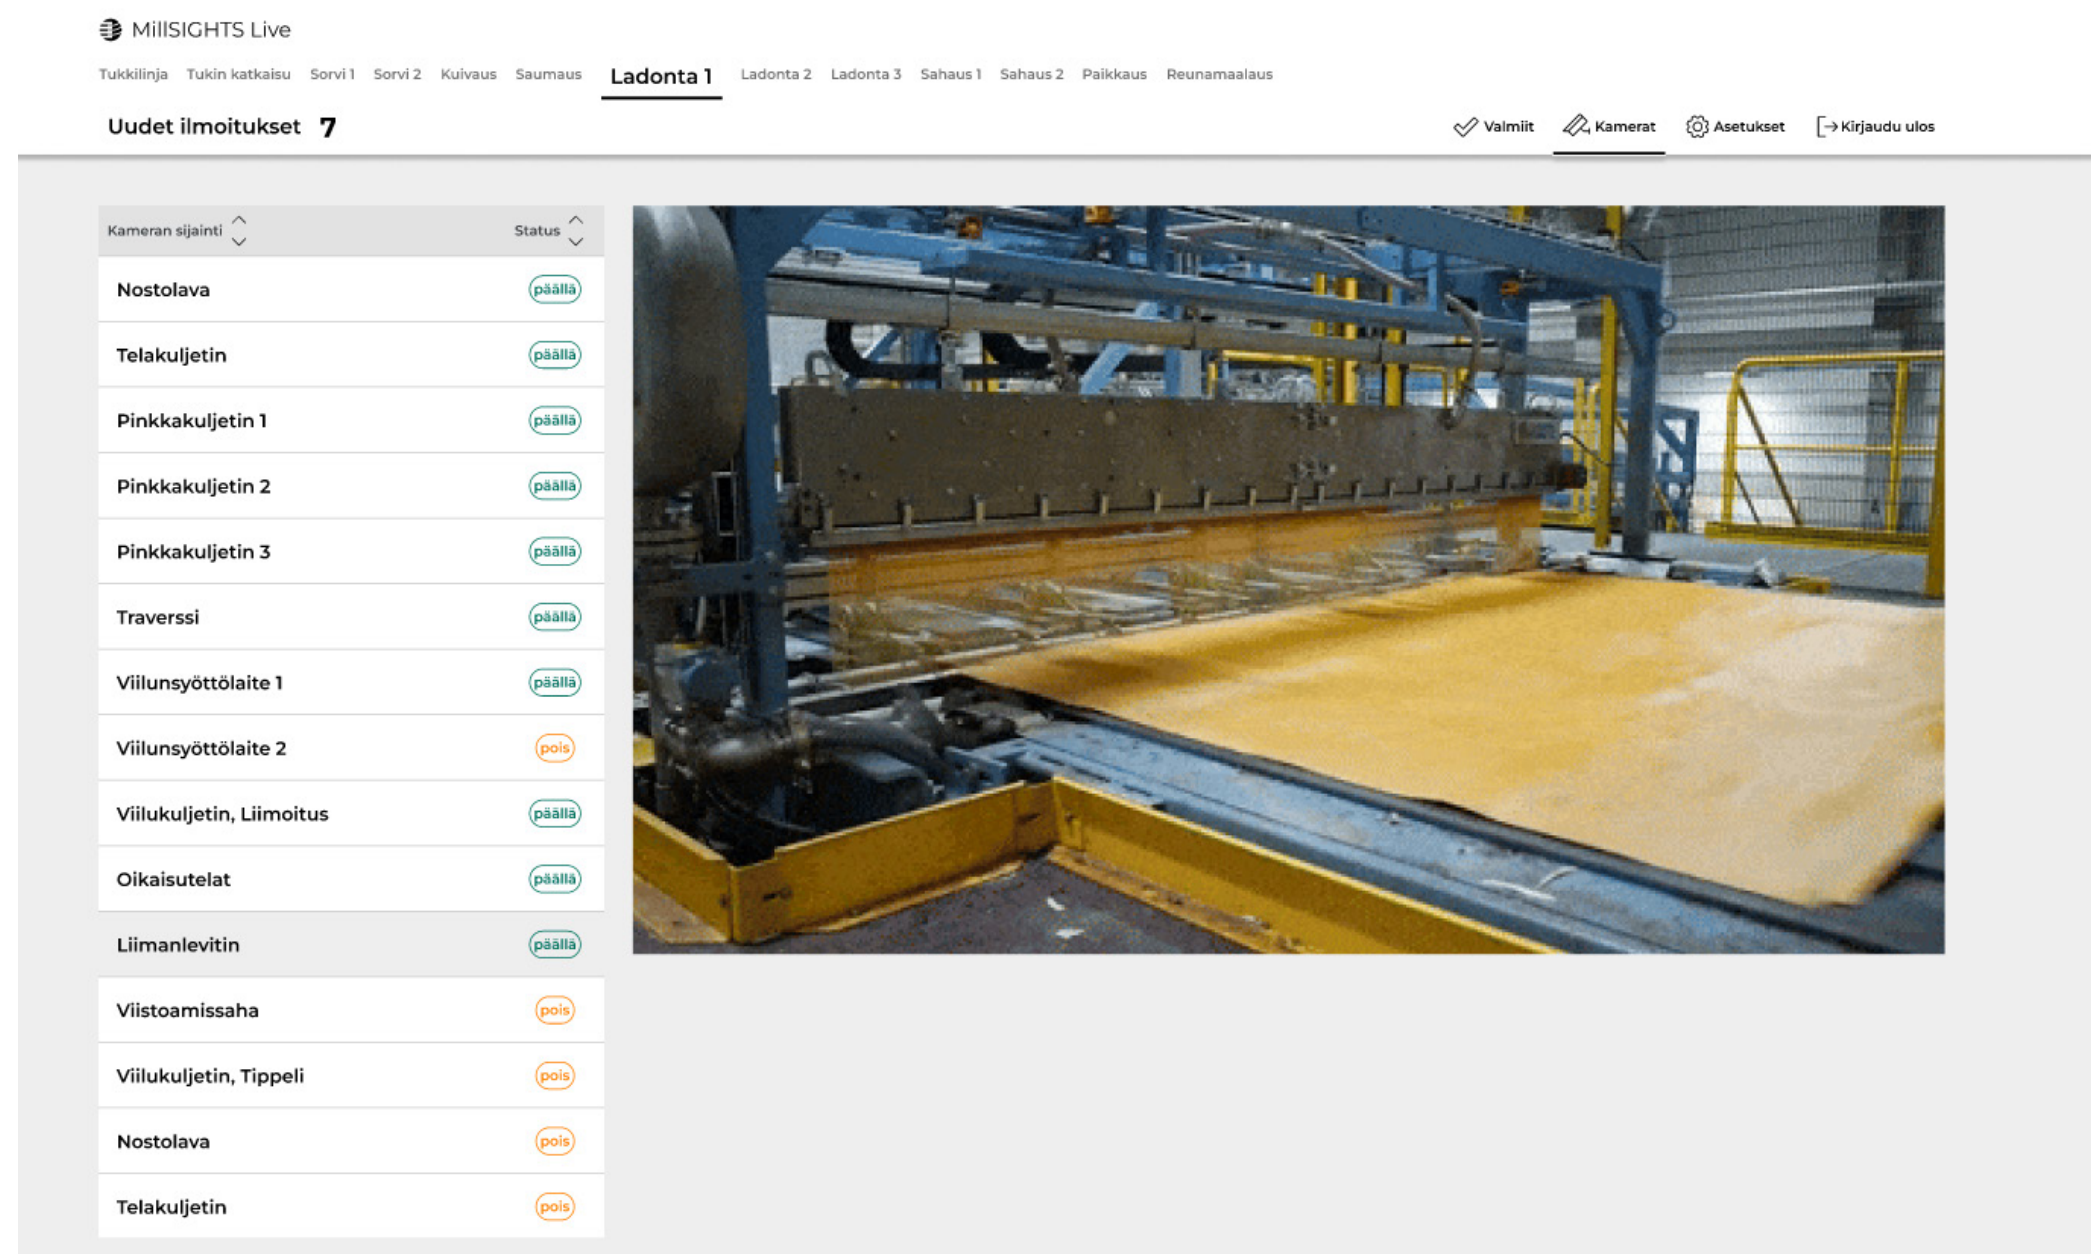 MillSIGHTS Live
Tukkilinja Tukin katkaisu Sorvi 1 Sorvi 2 Kuivaus Saumaus Ladonta 1 Ladonta 2 Ladonta 3 Sahaus 1 Sahaus 2 Paikkaus Reunamaalaus
Uudet ilmoitukset 7 Valmiit Kamerat Asetukset Kirjaudu ulos
Kameran sijainti Status
Nostolava päällä
Telakuljetin päällä
Pinkkakuljetin 1 päällä
Pinkkakuljetin 2 päällä
Pinkkakuljetin 3 päällä
Traverssi päällä
Viilunsyöttölaite 1 päällä
Viilunsyöttölaite 2 pois
Viilukuljetin, Liimoitus päällä
Oikaisutelat päällä
Liimanlevitin päällä
Viistoamissaha pois
Viilukuljetin, Tippeli pois
Nostolava pois
Telakuljetin pois